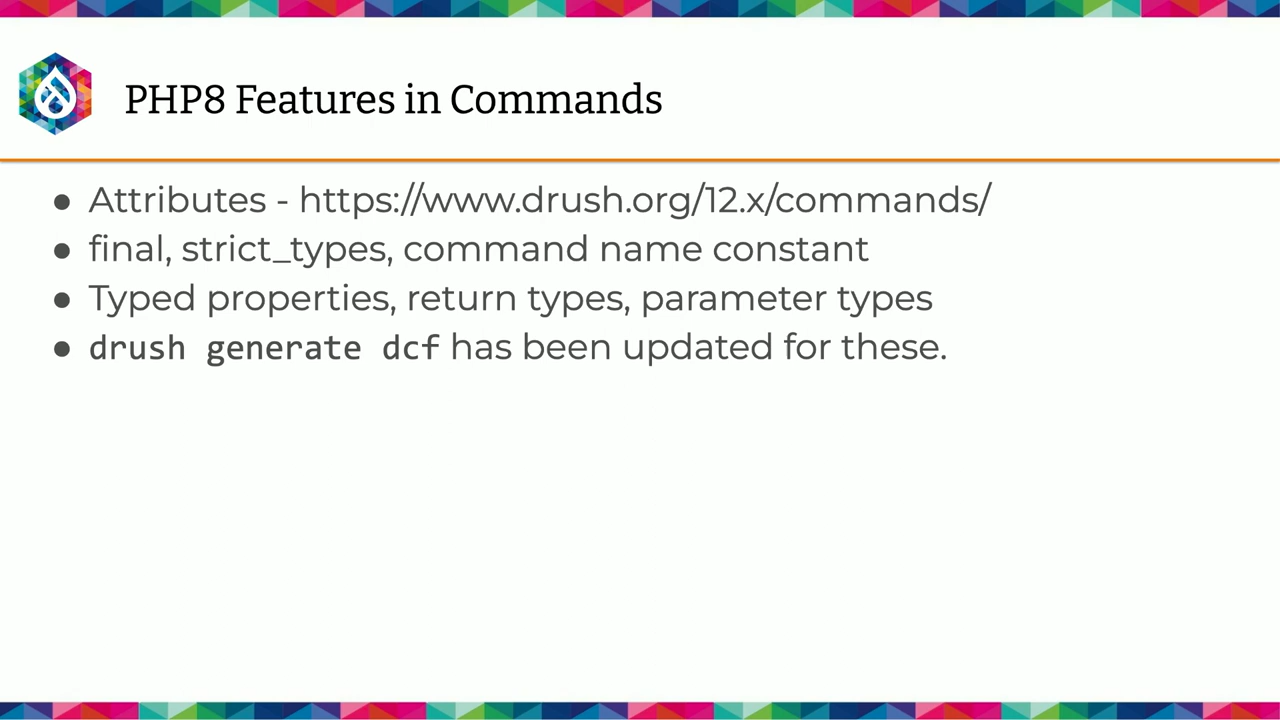 PHP8 Features in Commands
● Attributes - https://www.drush.org/12.x/commands/
● final, strict_types, command name constant
● Typed properties, return types, parameter types
● drush generate dcf has been updated for these.